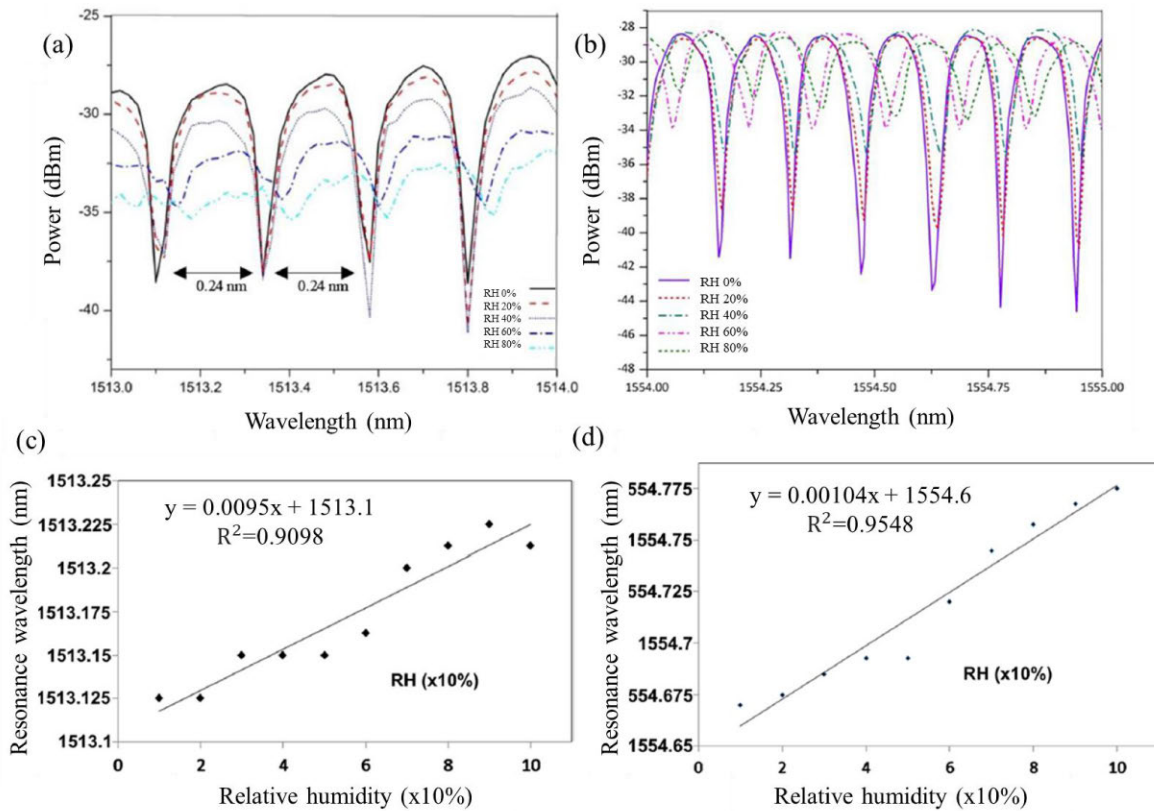 (a)
-25
-30
-35
-40
Power (dBm)
0.24 nm
0.24 nm
RH 0%
RH 20%
RH 40%
RH 60%
RH 80%
1513.0
1513.2
1513.4
1513.6
1513.8
1514.0
Wavelength (nm)
(b)
-28
-30
-32
-34
-36
-38
-40
-42
-44
-46
-48
Power (dBm)
RH 0%
RH 20%
RH 40%
RH 60%
RH 80%
1554.00
1554.25
1554.50
1554.75
1555.00
Wavelength (nm)
(c)
1513.25
1513.225
1513.2
1513.175
1513.15
1513.125
1513.1
Resonance wavelength (nm)
y = 0.0095x + 1513.1
R²=0.9098
RH (x10%)
0
2
4
6
8
10
Relative humidity (x10%)
(d)
554.775
554.75
554.725
1554.7
554.675
1554.65
Resonance wavelength (nm)
y = 0.00104x + 1554.6
R²=0.9548
RH (x10%)
0
2
4
6
8
10
Relative humidity (x10%)